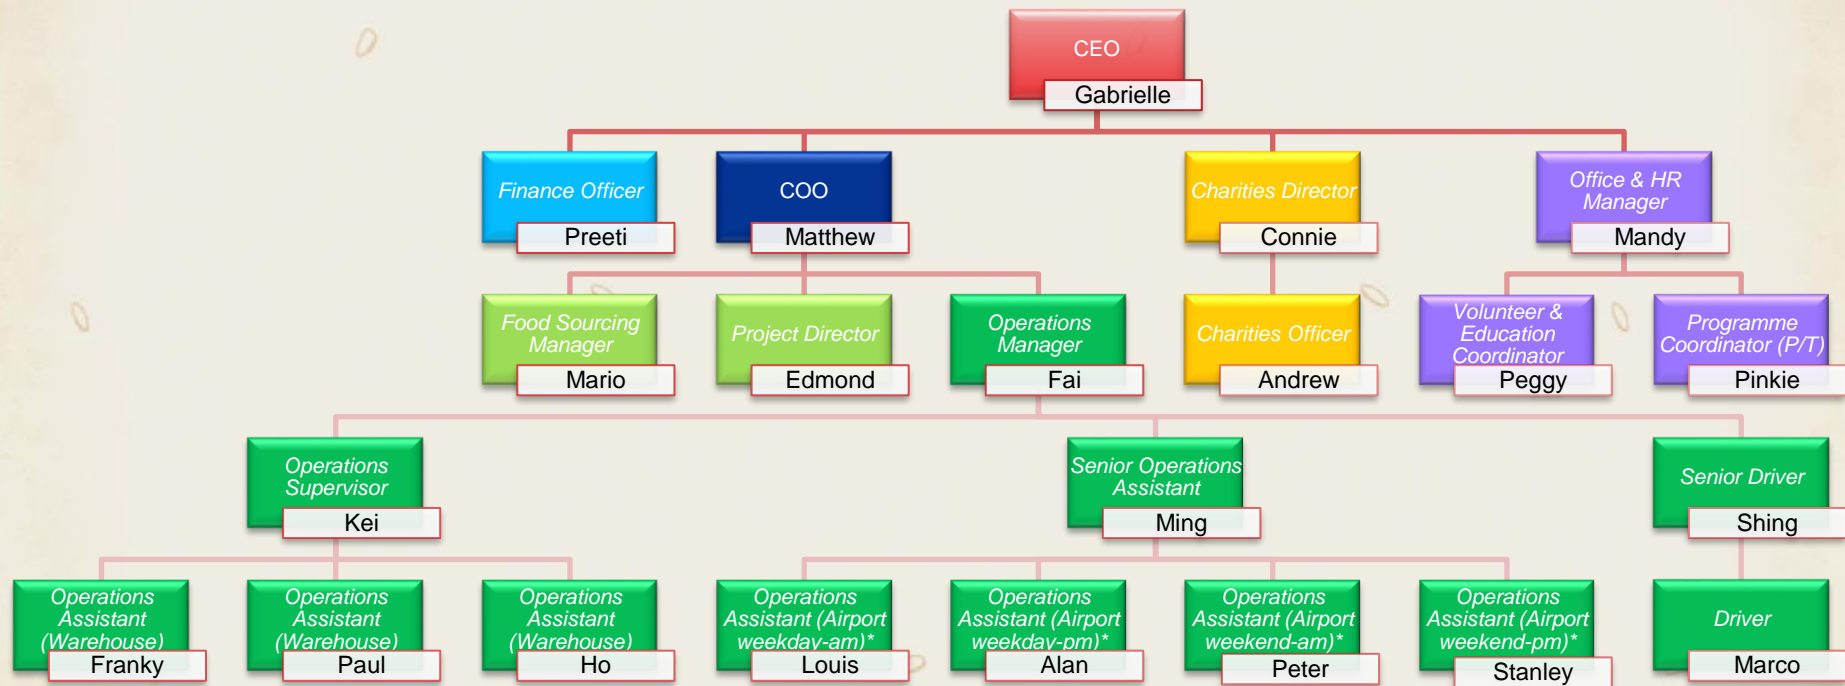 CEO
Gabrielle
Finance Officer
Preeti
COO
Matthew
Charities Director
Connie
Office & HR
Manager
Mandy
Food Sourcing
Manager
Mario
Project Director
Edmond
Operations
Manager
Fai
Charities Officer
Andrew
Volunteer &
Education
Coordinator
Peggy
Programme
Coordinator (P/T)
Pinkie
Operations
Supervisor
Kei
Senior Operations
Assistant
Ming
Senior Driver
Shing
Operations
Assistant
(Warehouse)
Franky
Operations
Assistant
(Warehouse)
Paul
Operations
Assistant
(Warehouse)
Ho
Operations
Assistant (Airport
weekday-am)*
Louis
Operations
Assistant (Airport
weekday-pm)*
Alan
Operations
Assistant (Airport
weekend-am)*
Peter
Operations
Assistant (Airport
weekend-pm)*
Stanley
Driver
Marco